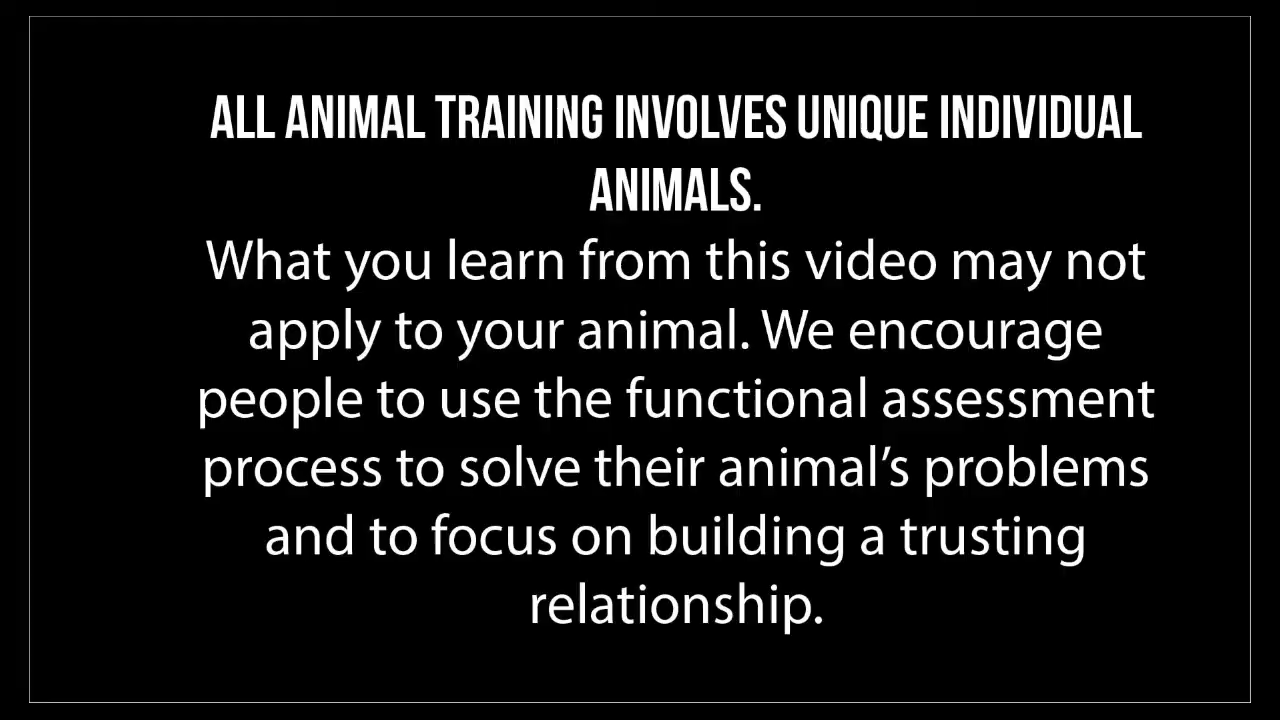 ALL ANIMAL TRAINING INVOLVES UNIQUE INDIVIDUAL
ANIMALS.
What you learn from this video may not
apply to your animal. We encourage
people to use the functional assessment
process to solve their animal’s problems
and to focus on building a trusting
relationship.